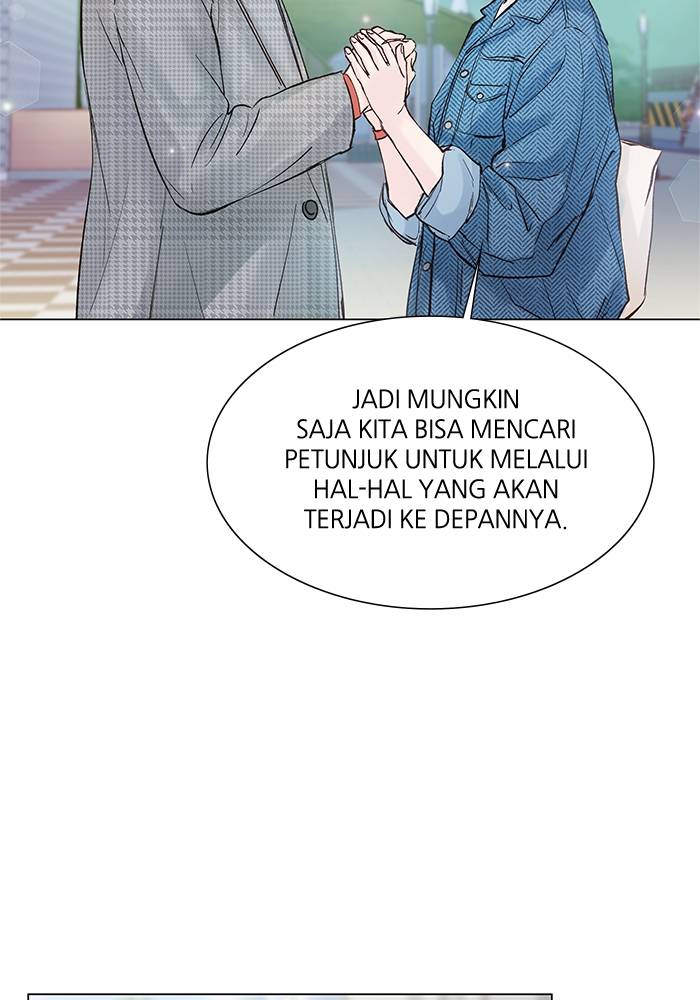 JADI MUNGKIN
SAJA KITA BISA MENCARI
PETUNJUK UNTUK MELALUI
HAL-HAL YANG AKAN
TERJADI KE DEPANNYA.